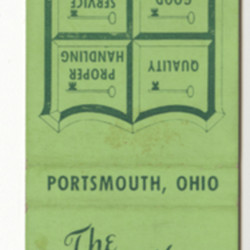 QUALITY
PROPER
HANDLING
GOOD
SERVICE
PORTSMOUTH, OHIO
The